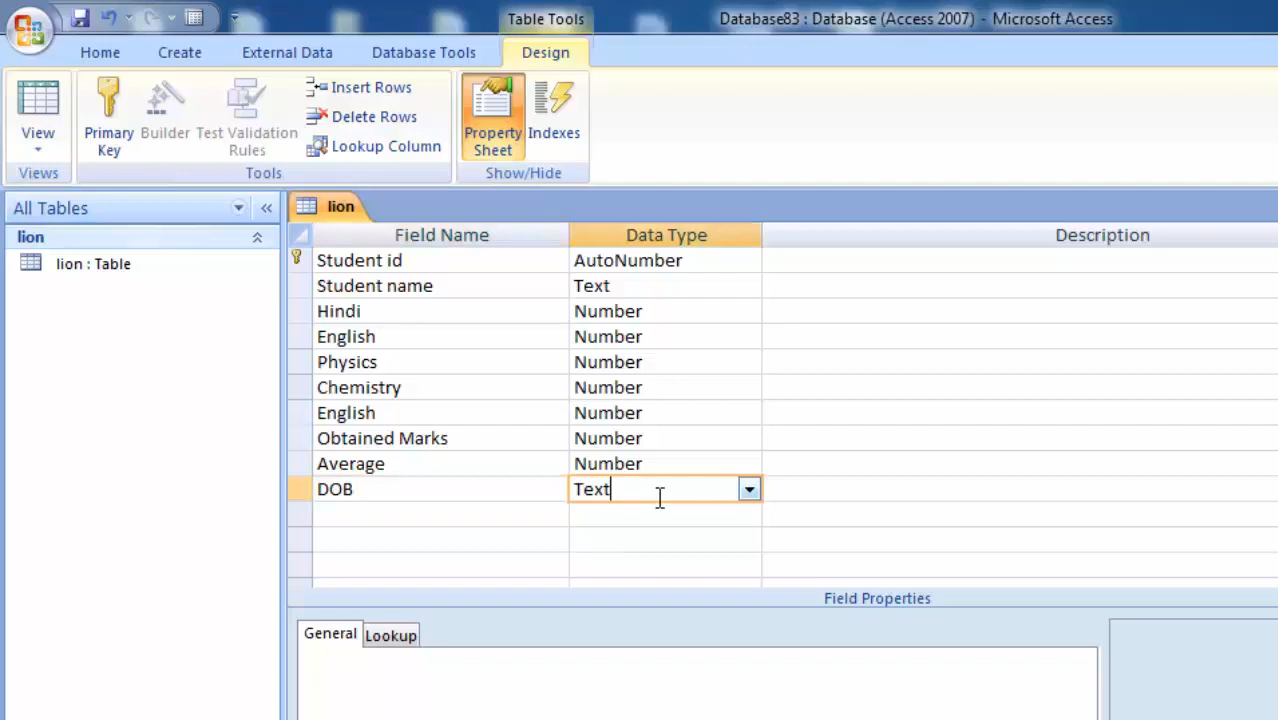 Table Tools
Database83 : Database (Access 2007) - Microsoft Access
Home
Create
External Data
Database Tools
Design
View
Primary
Key
Builder
Test Validation
Rules
Insert Rows
Delete Rows
Lookup Column
Property
Sheet
Indexes
Views
Tools
Show/Hide
All Tables
lion
lion
lion : Table
Field Name Data Type Description
Student id AutoNumber
Student name Text
Hindi Number
English Number
Physics Number
Chemistry Number
English Number
Obtained Marks Number
Average Number
DOB Text
Field Properties
General Lookup